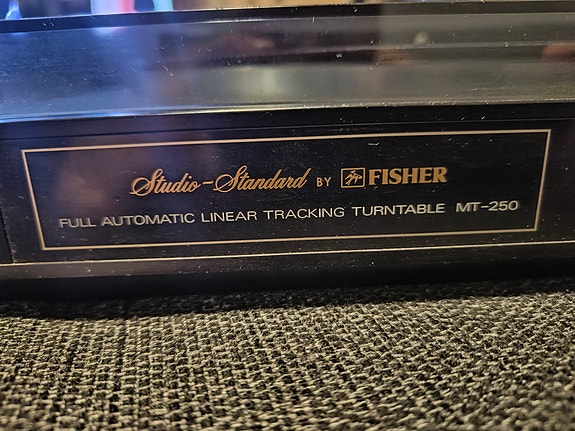 Studio-Standard BY FISHER
FULL AUTOMATIC LINEAR TRACKING TURNTABLE MT-250